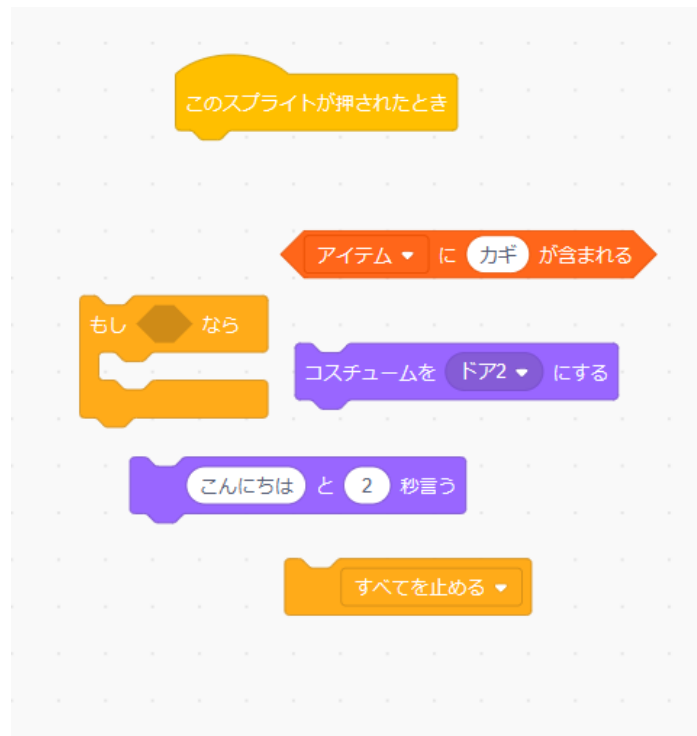 このスプライトが押されたとき
アイテム に カギ が含まれる
もし なら
コスチュームを ドア2 にする
こんにちは と 2 秒言う
すべてを止める